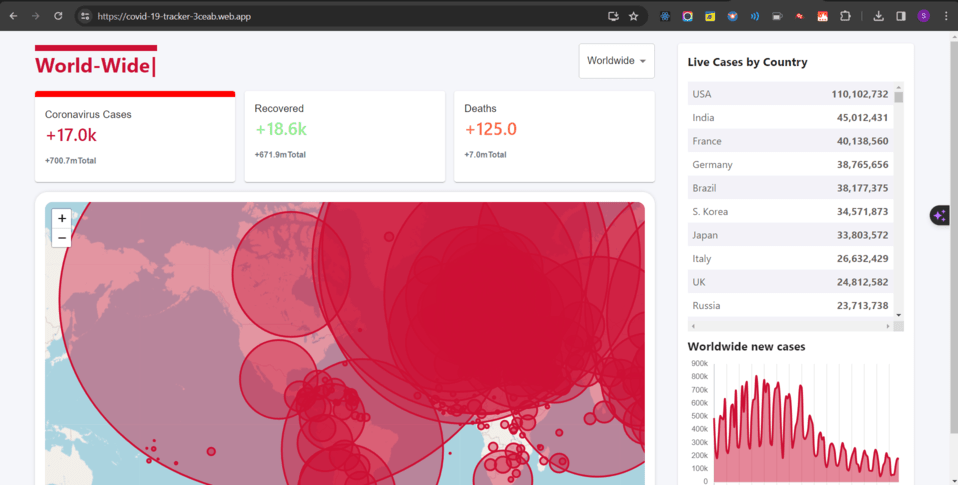 https://covid-19-tracker-3ceab.web.app
World-Wide|
Worldwide
Coronavirus Cases
+17.0k
+700.7mTotal
Recovered
+18.6k
+671.9mTotal
Deaths
+125.0
+7.0mTotal
+
−
Live Cases by Country
USA 110,102,732
India 45,012,431
France 40,138,560
Germany 38,765,656
Brazil 38,177,375
S. Korea 34,571,873
Japan 33,803,572
Italy 26,632,429
UK 24,812,582
Russia 23,713,738
Worldwide new cases
900k
800k
700k
600k
500k
400k
300k
200k
100k
0
S